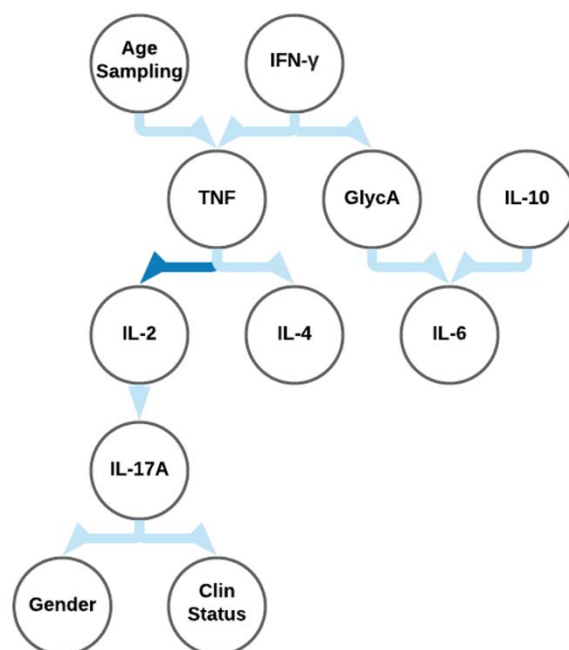 Age
Sampling
IFN-γ
TNF
GlycA
IL-10
IL-2
IL-4
IL-6
IL-17A
Gender
Clin
Status